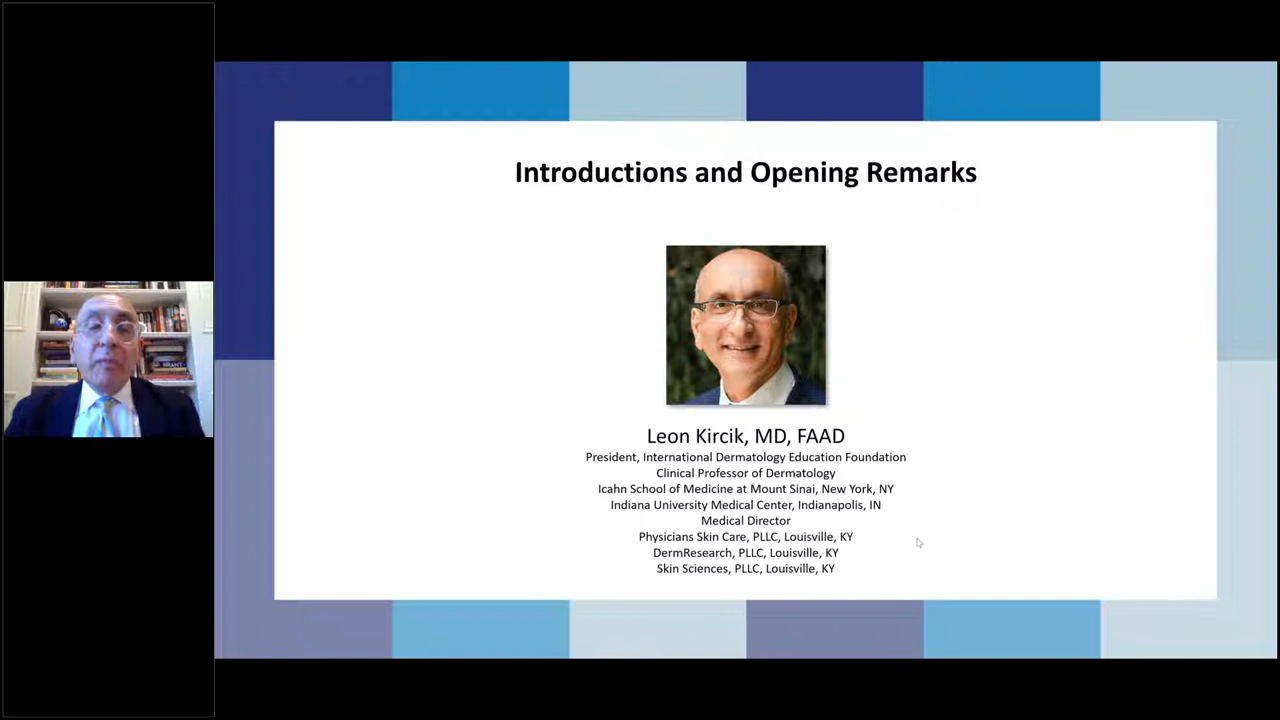 Introductions and Opening Remarks
Leon Kircik, MD, FAAD
President, International Dermatology Education Foundation
Clinical Professor of Dermatology
Icahn School of Medicine at Mount Sinai, New York, NY
Indiana University Medical Center, Indianapolis, IN
Medical Director
Physicians Skin Care, PLLC, Louisville, KY
DermResearch, PLLC, Louisville, KY
Skin Sciences, PLLC, Louisville, KY